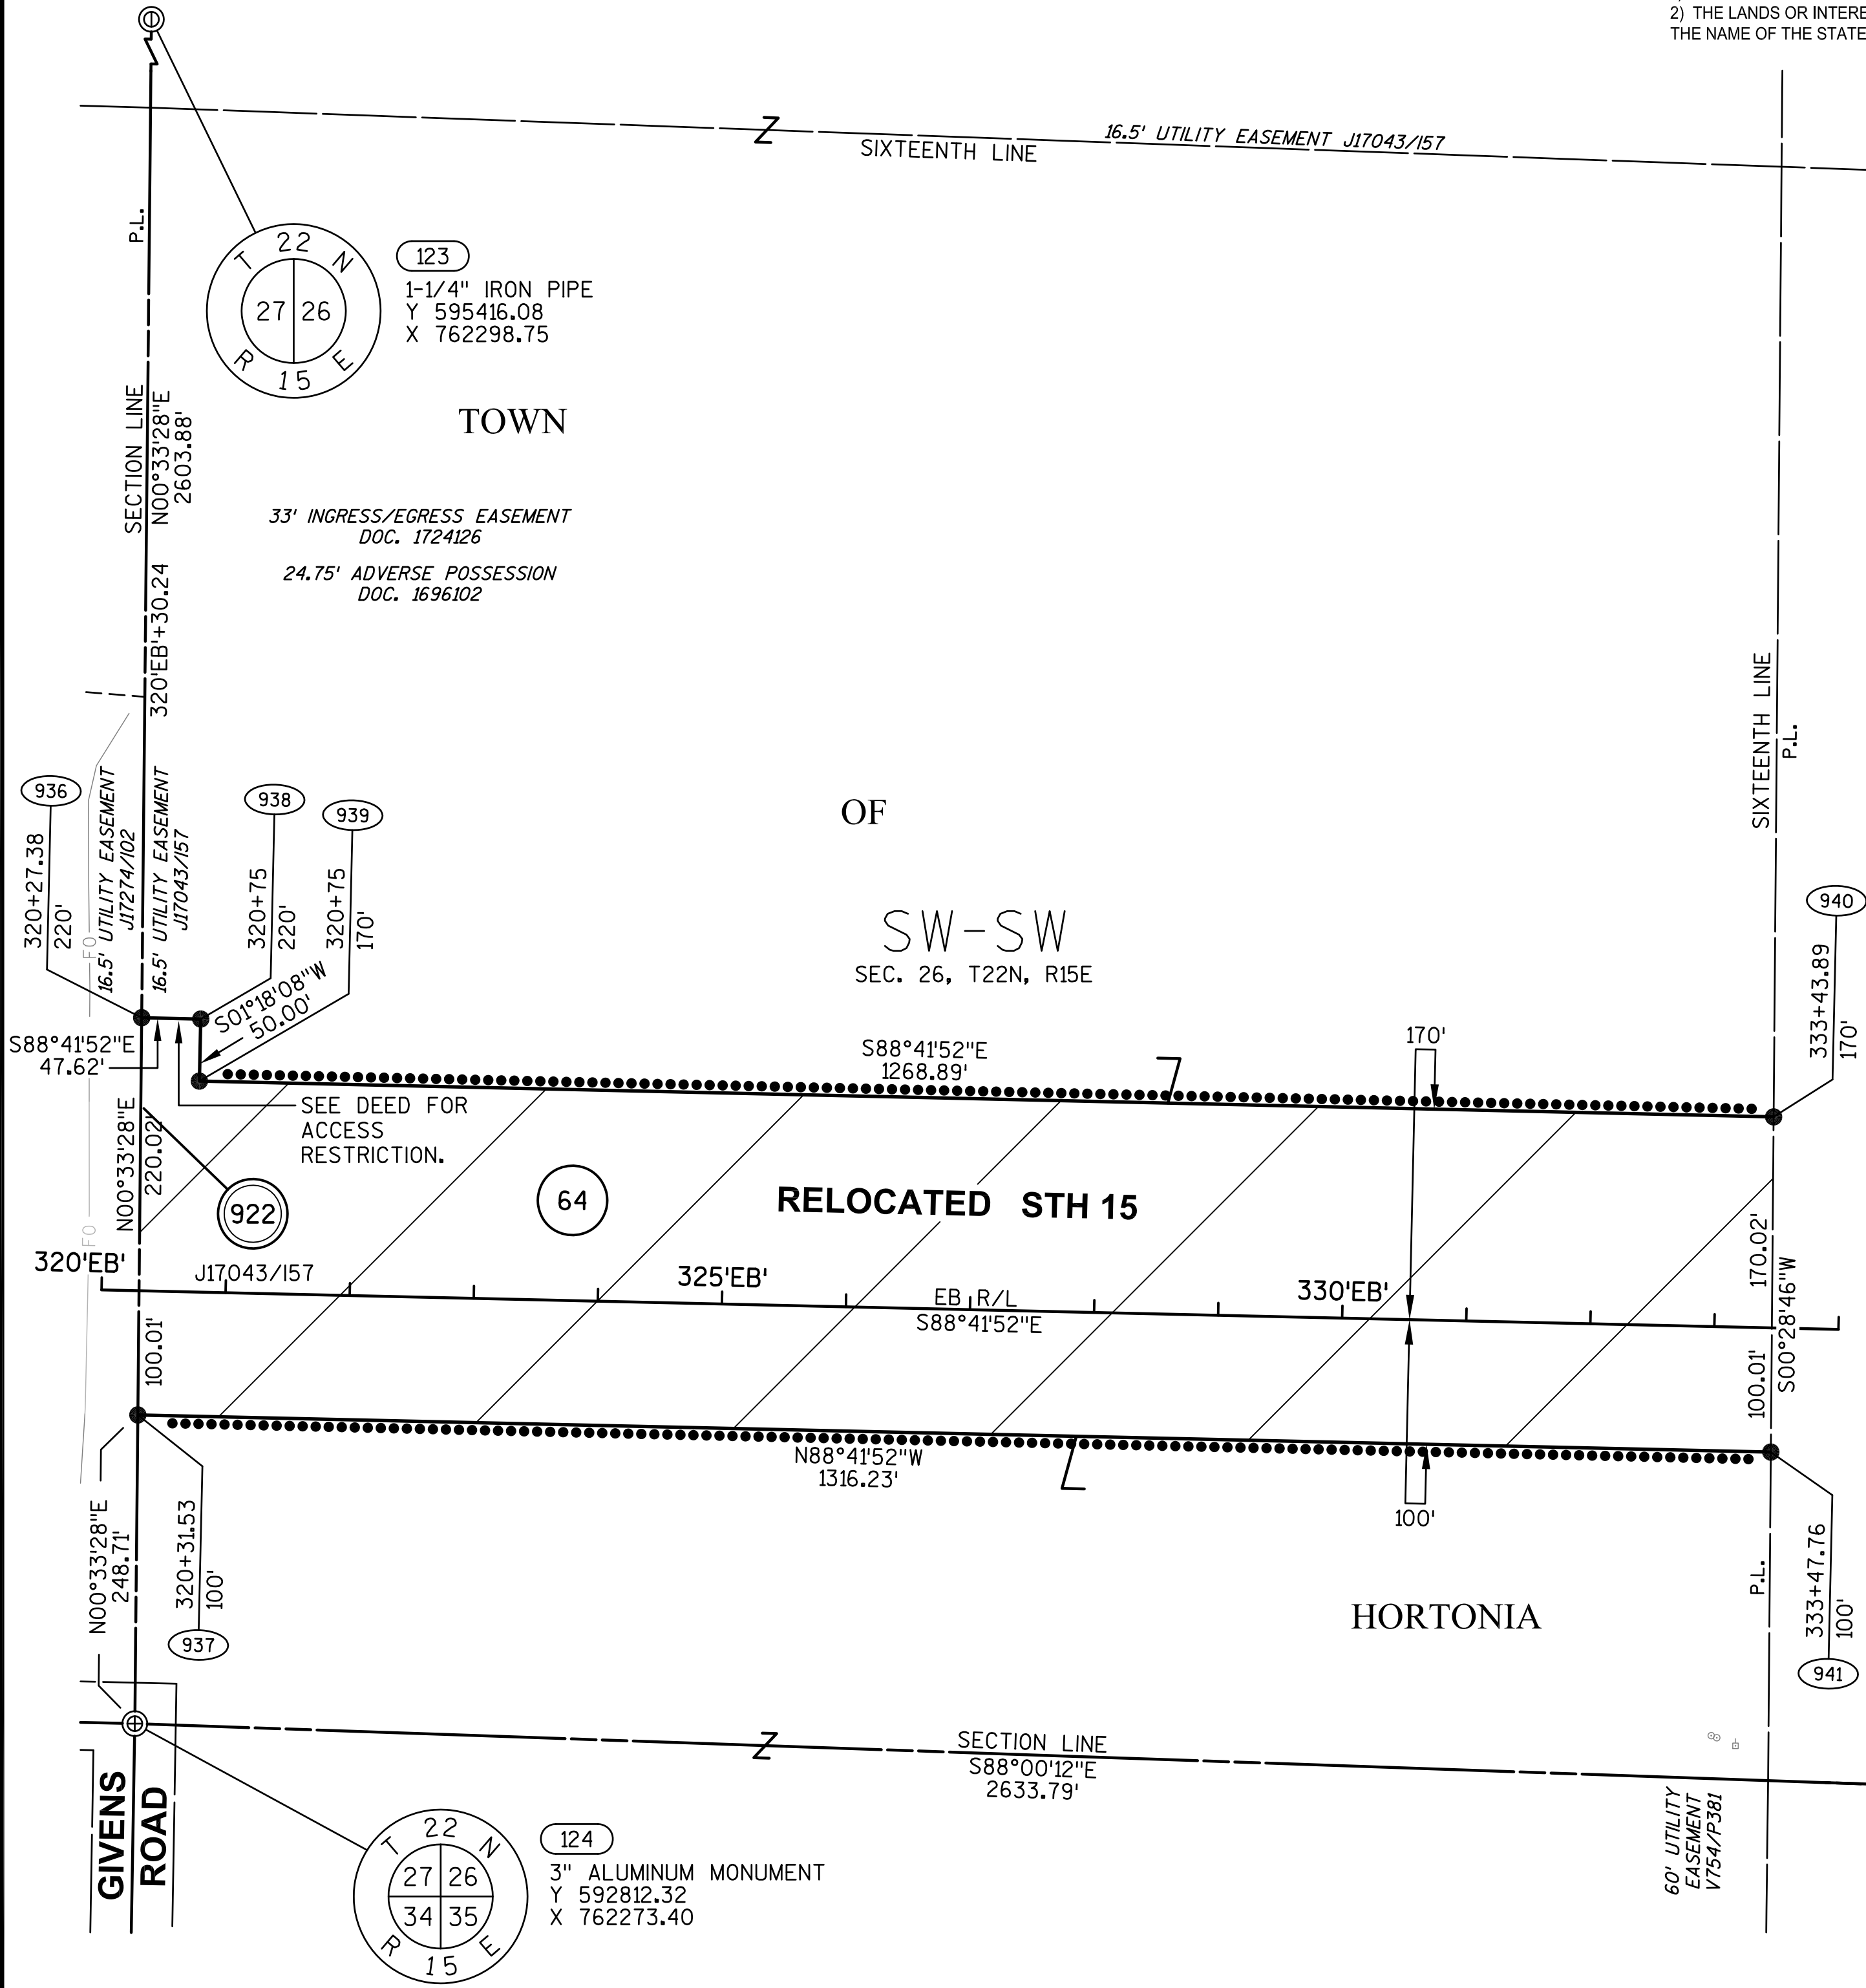 2) THE LANDS OR INTERE
THE NAME OF THE STATE
16.5' UTILITY EASEMENT J17043/157
SIXTEENTH LINE
P.L.
T 22 N
27 26
R 15 E
123
1-1/4" IRON PIPE
Y 595416.08
X 762298.75
TOWN
SECTION LINE
N00°33'28"E
2603.88'
33' INGRESS/EGRESS EASEMENT
DOC. 1724126
24.75' ADVERSE POSSESSION
DOC. 1696102
320'EB'+30.24
SIXTEENTH LINE
P.L.
936
320+27.38
220'
16.5' UTILITY EASEMENT
J17274/102
16.5' UTILITY EASEMENT
J17043/157
FO
938
320+75
220'
939
320+75
170'
OF
SW-SW
SEC. 26, T22N, R15E
940
333+43.89
170'
S01°18'08"W
50.00'
S88°41'52"E
47.62'
S88°41'52"E
1268.89'
170'
SEE DEED FOR
ACCESS
RESTRICTION.
N00°33'28"E
220.02'
922
64
RELOCATED STH 15
FO
320'EB'
J17043/157
325'EB'
EB R/L
S88°41'52"E
330'EB'
170.02'
S00°28'46"W
100.01'
100.01'
N88°41'52"W
1316.23'
100'
N00°33'28"E
248.71'
320+31.53
100'
937
HORTONIA
P.L.
333+47.76
100'
941
SECTION LINE
S88°00'12"E
2633.79'
GIVENS
ROAD
T 22 N
27 26
34 35
R 15 E
124
3" ALUMINUM MONUMENT
Y 592812.32
X 762273.40
60' UTILITY
EASEMENT
V754/P381